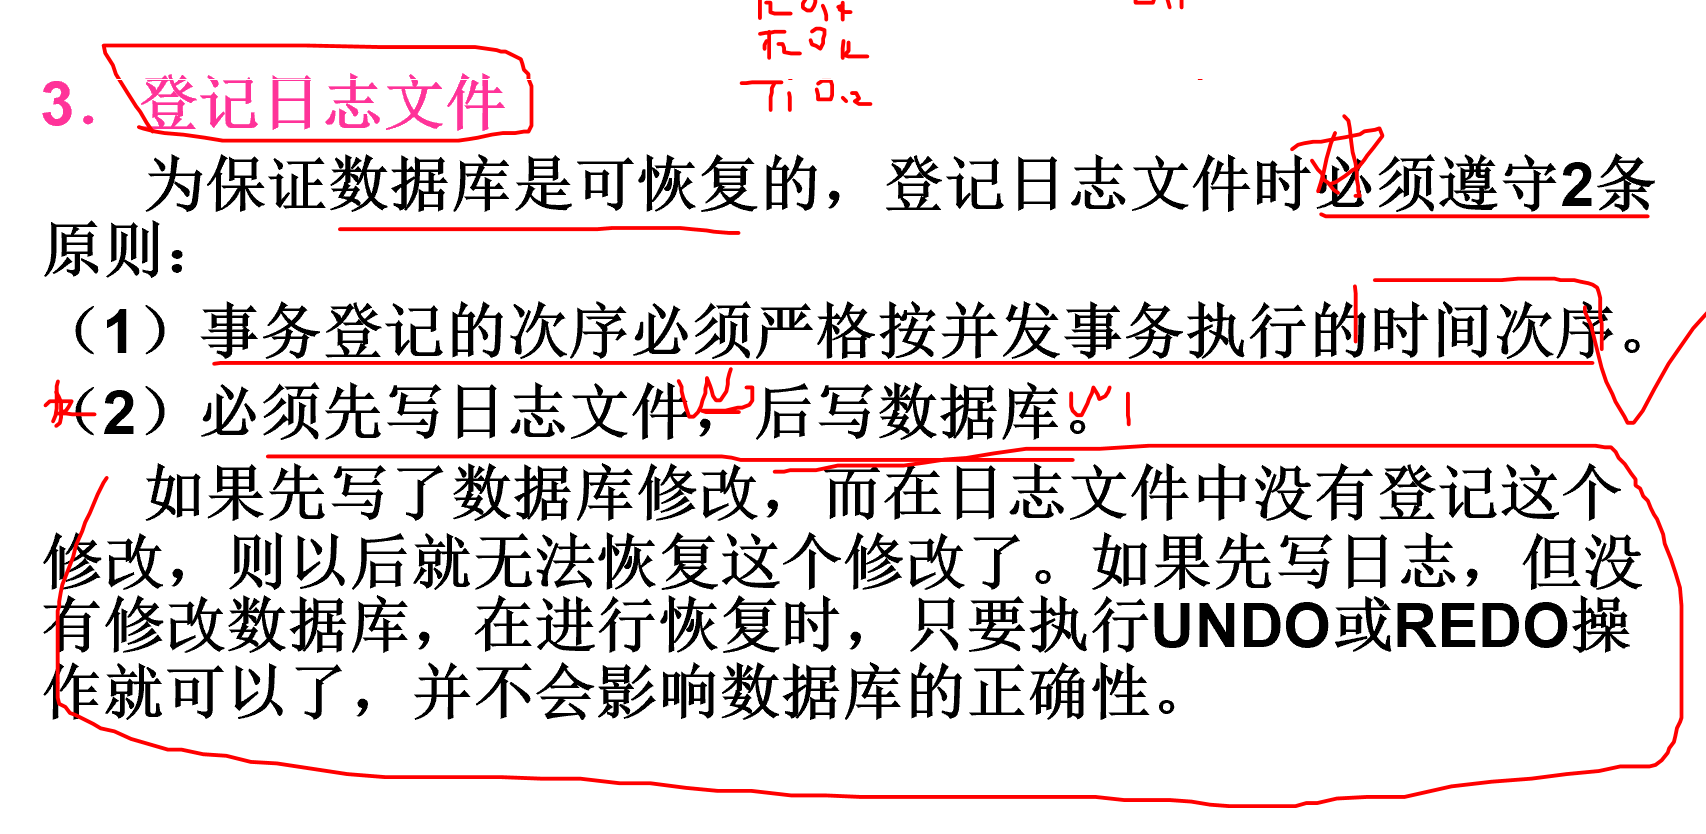 3. 登记日志文件
为保证数据库是可恢复的，登记日志文件时必须遵守2条
原则：
（1）事务登记的次序必须严格按并发事务执行的时间次序。
（2）必须先写日志文件，后写数据库。
如果先写了数据库修改，而在日志文件中没有登记这个
修改，则以后就无法恢复这个修改了。如果先写日志，但没
有修改数据库，在进行恢复时，只要执行UNDO或REDO操
作就可以了，并不会影响数据库的正确性。